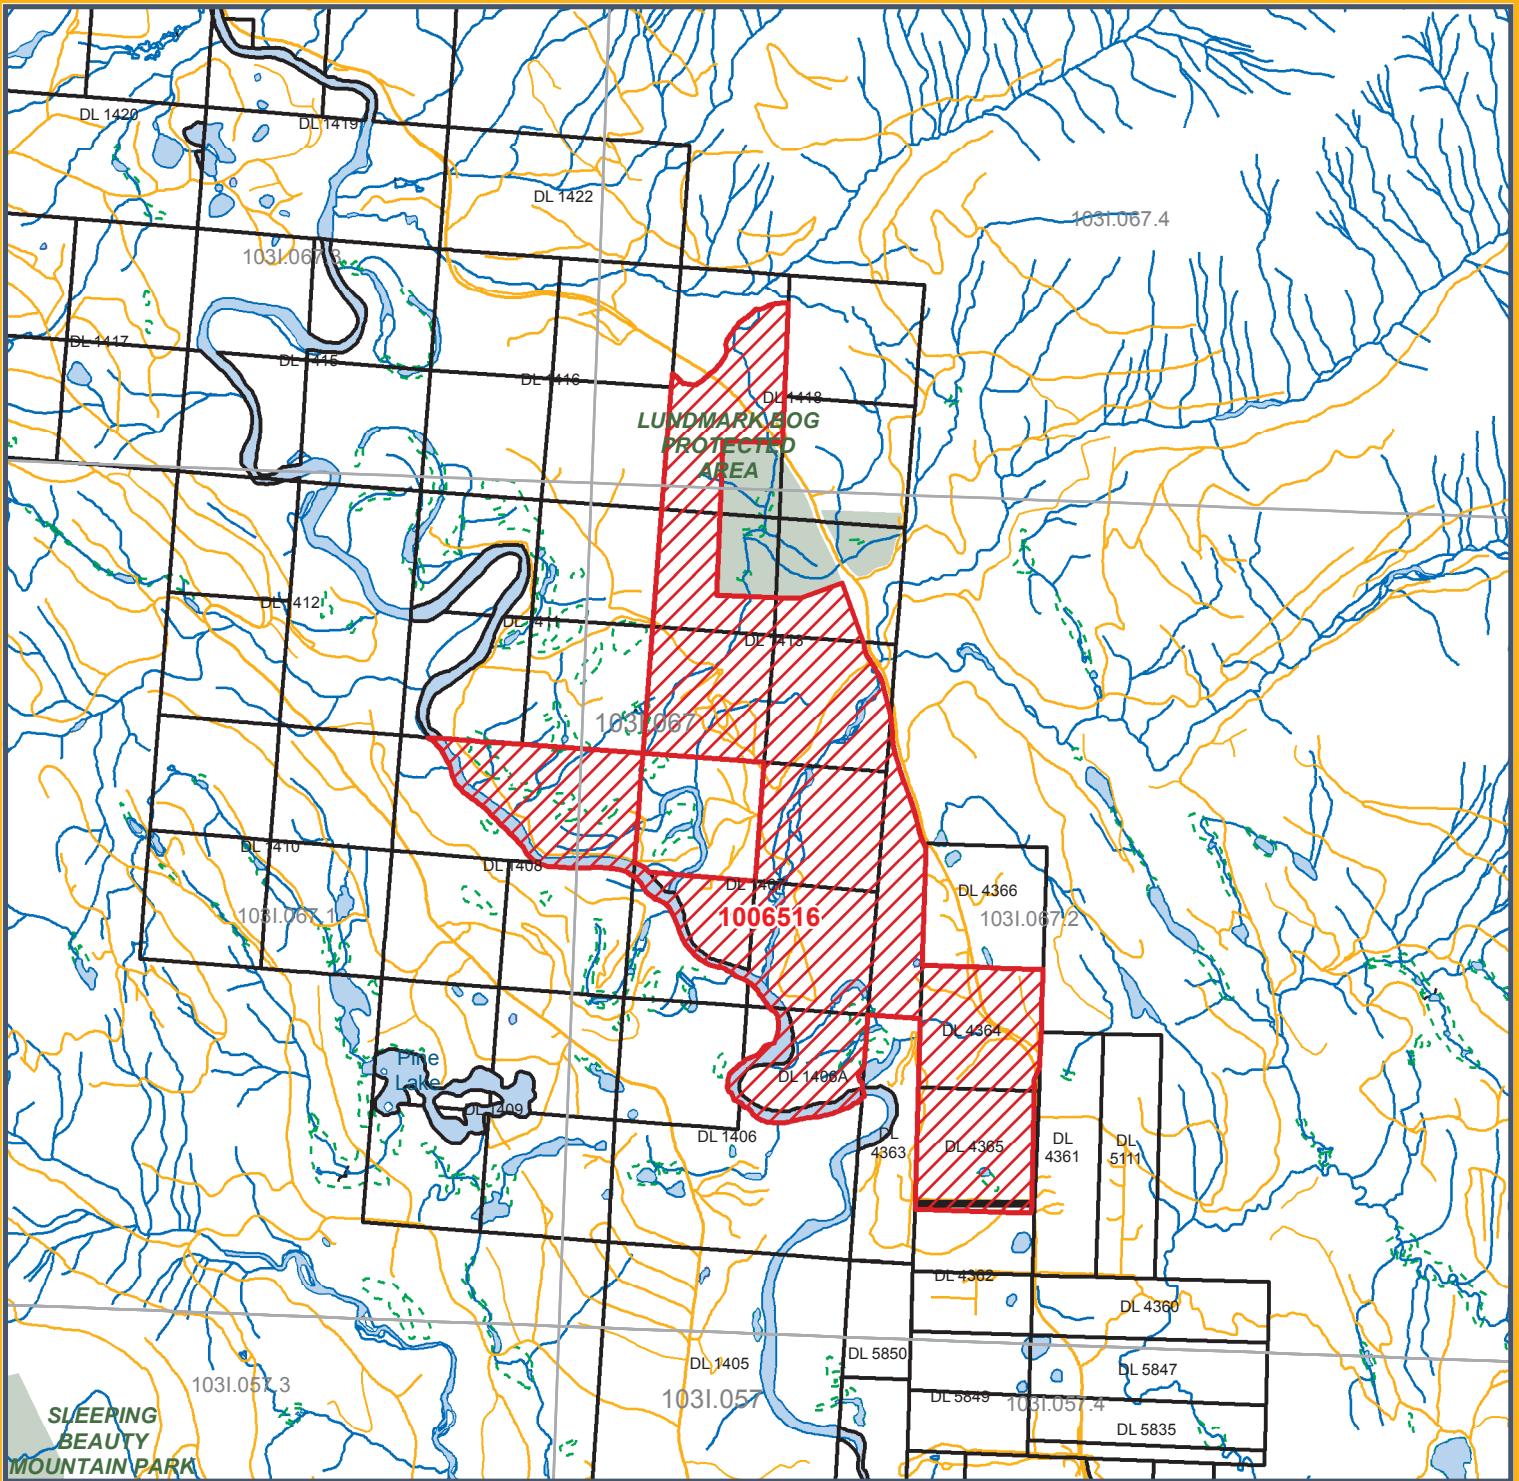 DL 1420
DL 1419
DL 1422
103I.067.4
103I.067.3
DL 1417
DL 1415
DL 1416
DL 1418
LUNDMARK BOG
PROTECTED
AREA
DL 1412
DL 1411
DL 1413
103I.067
DL 1410
DL 1408
DL 1407
DL 4366
103I.067.1
1006516
103I.067.2
DL 4364
Pine
Lake
DL 1406A
DL 1409
DL 1406
DL
4363
DL 4365
DL
4361
DL
5111
DL 4362
DL 4360
DL 5850
DL 1405
DL 5847
103I.057.3
103I.057
DL 5849
103I.057.4
DL 5835
SLEEPING
BEAUTY
MOUNTAIN PARK